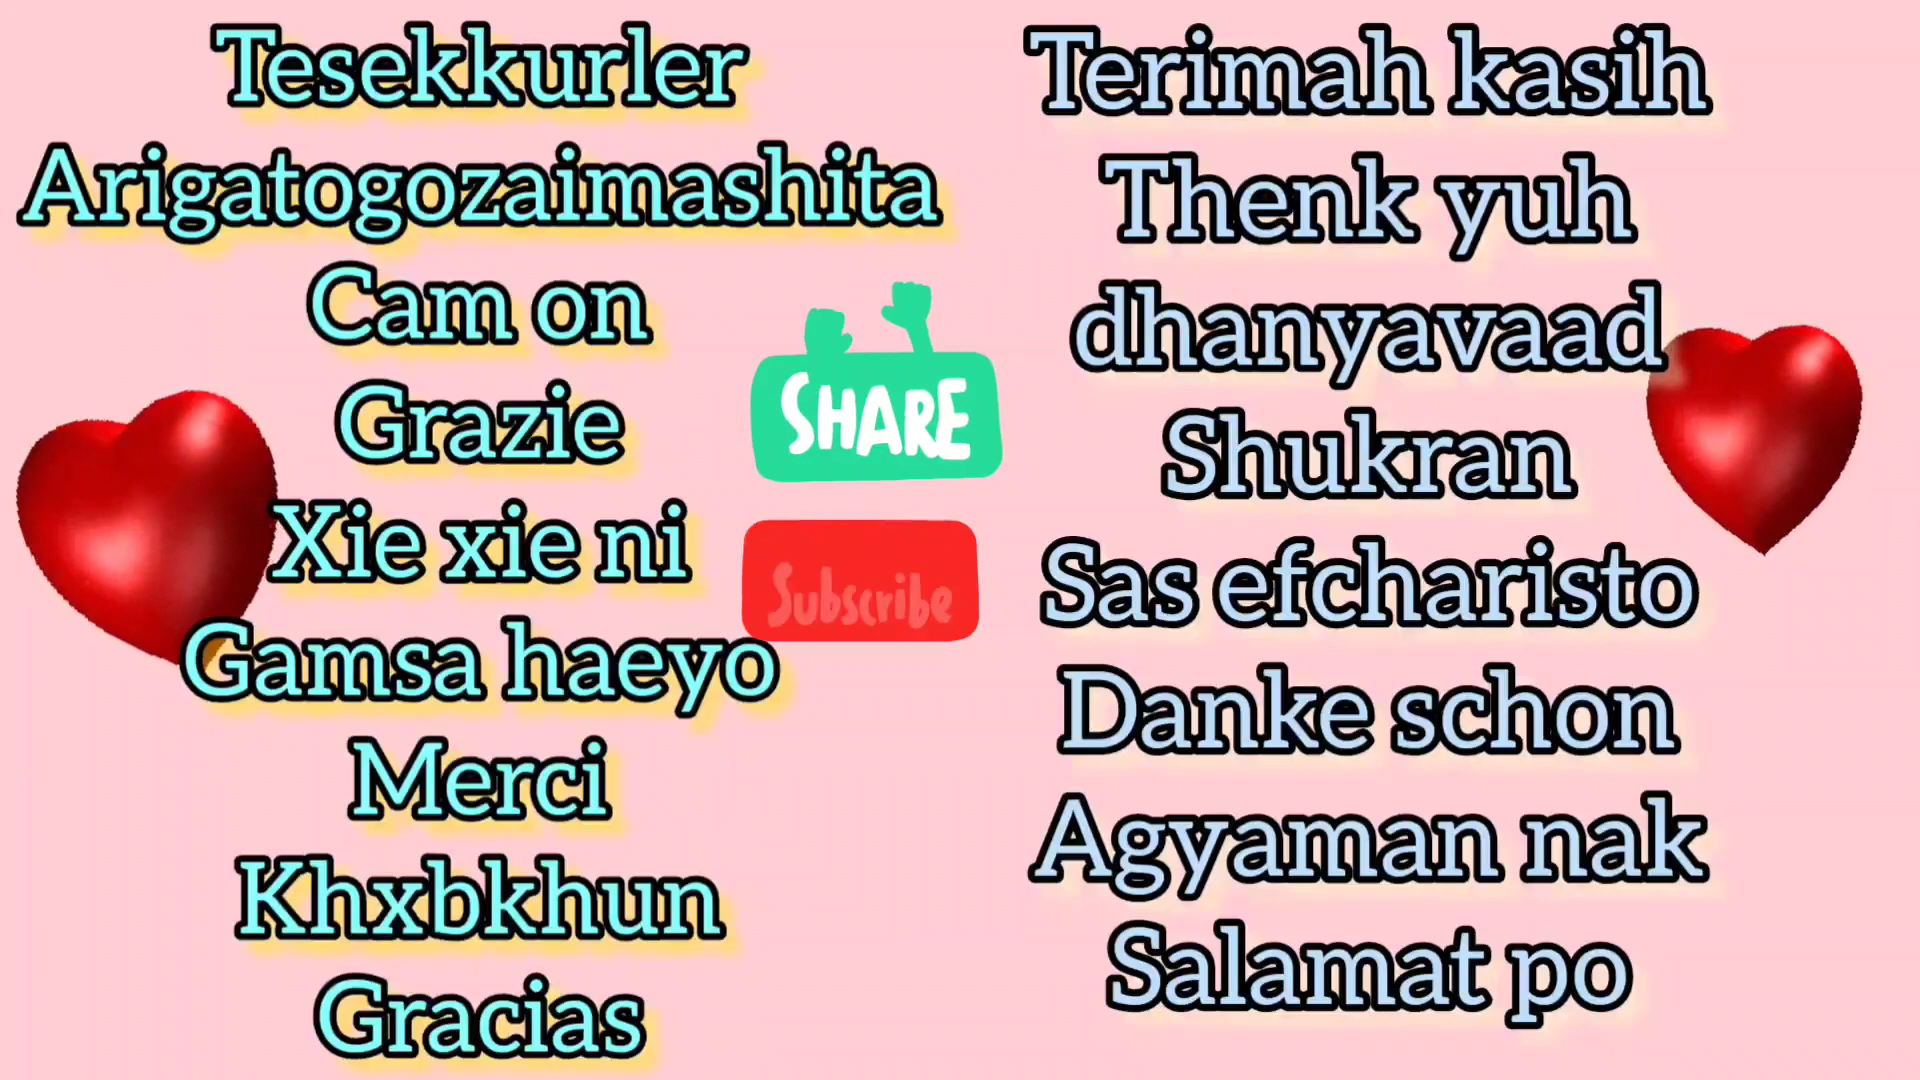 Tesekkurler
Arigatogozaimashita
Cam on
Grazie
Xie xie ni
Gamsa haeyo
Merci
Khxbkhun
Gracias
SHARE
Subscribe
Terimah kasih
Thenk yuh
dhanyavaad
Shukran
Sas efcharisto
Danke schon
Agyaman nak
Salamat po